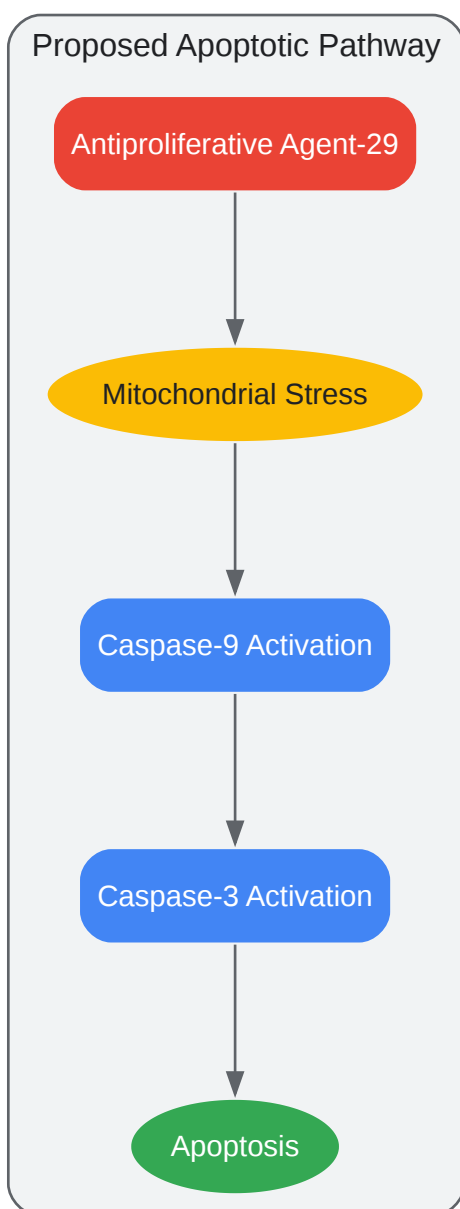 Proposed Apoptotic Pathway
Antiproliferative Agent-29
Mitochondrial Stress
Caspase-9 Activation
Caspase-3 Activation
Apoptosis